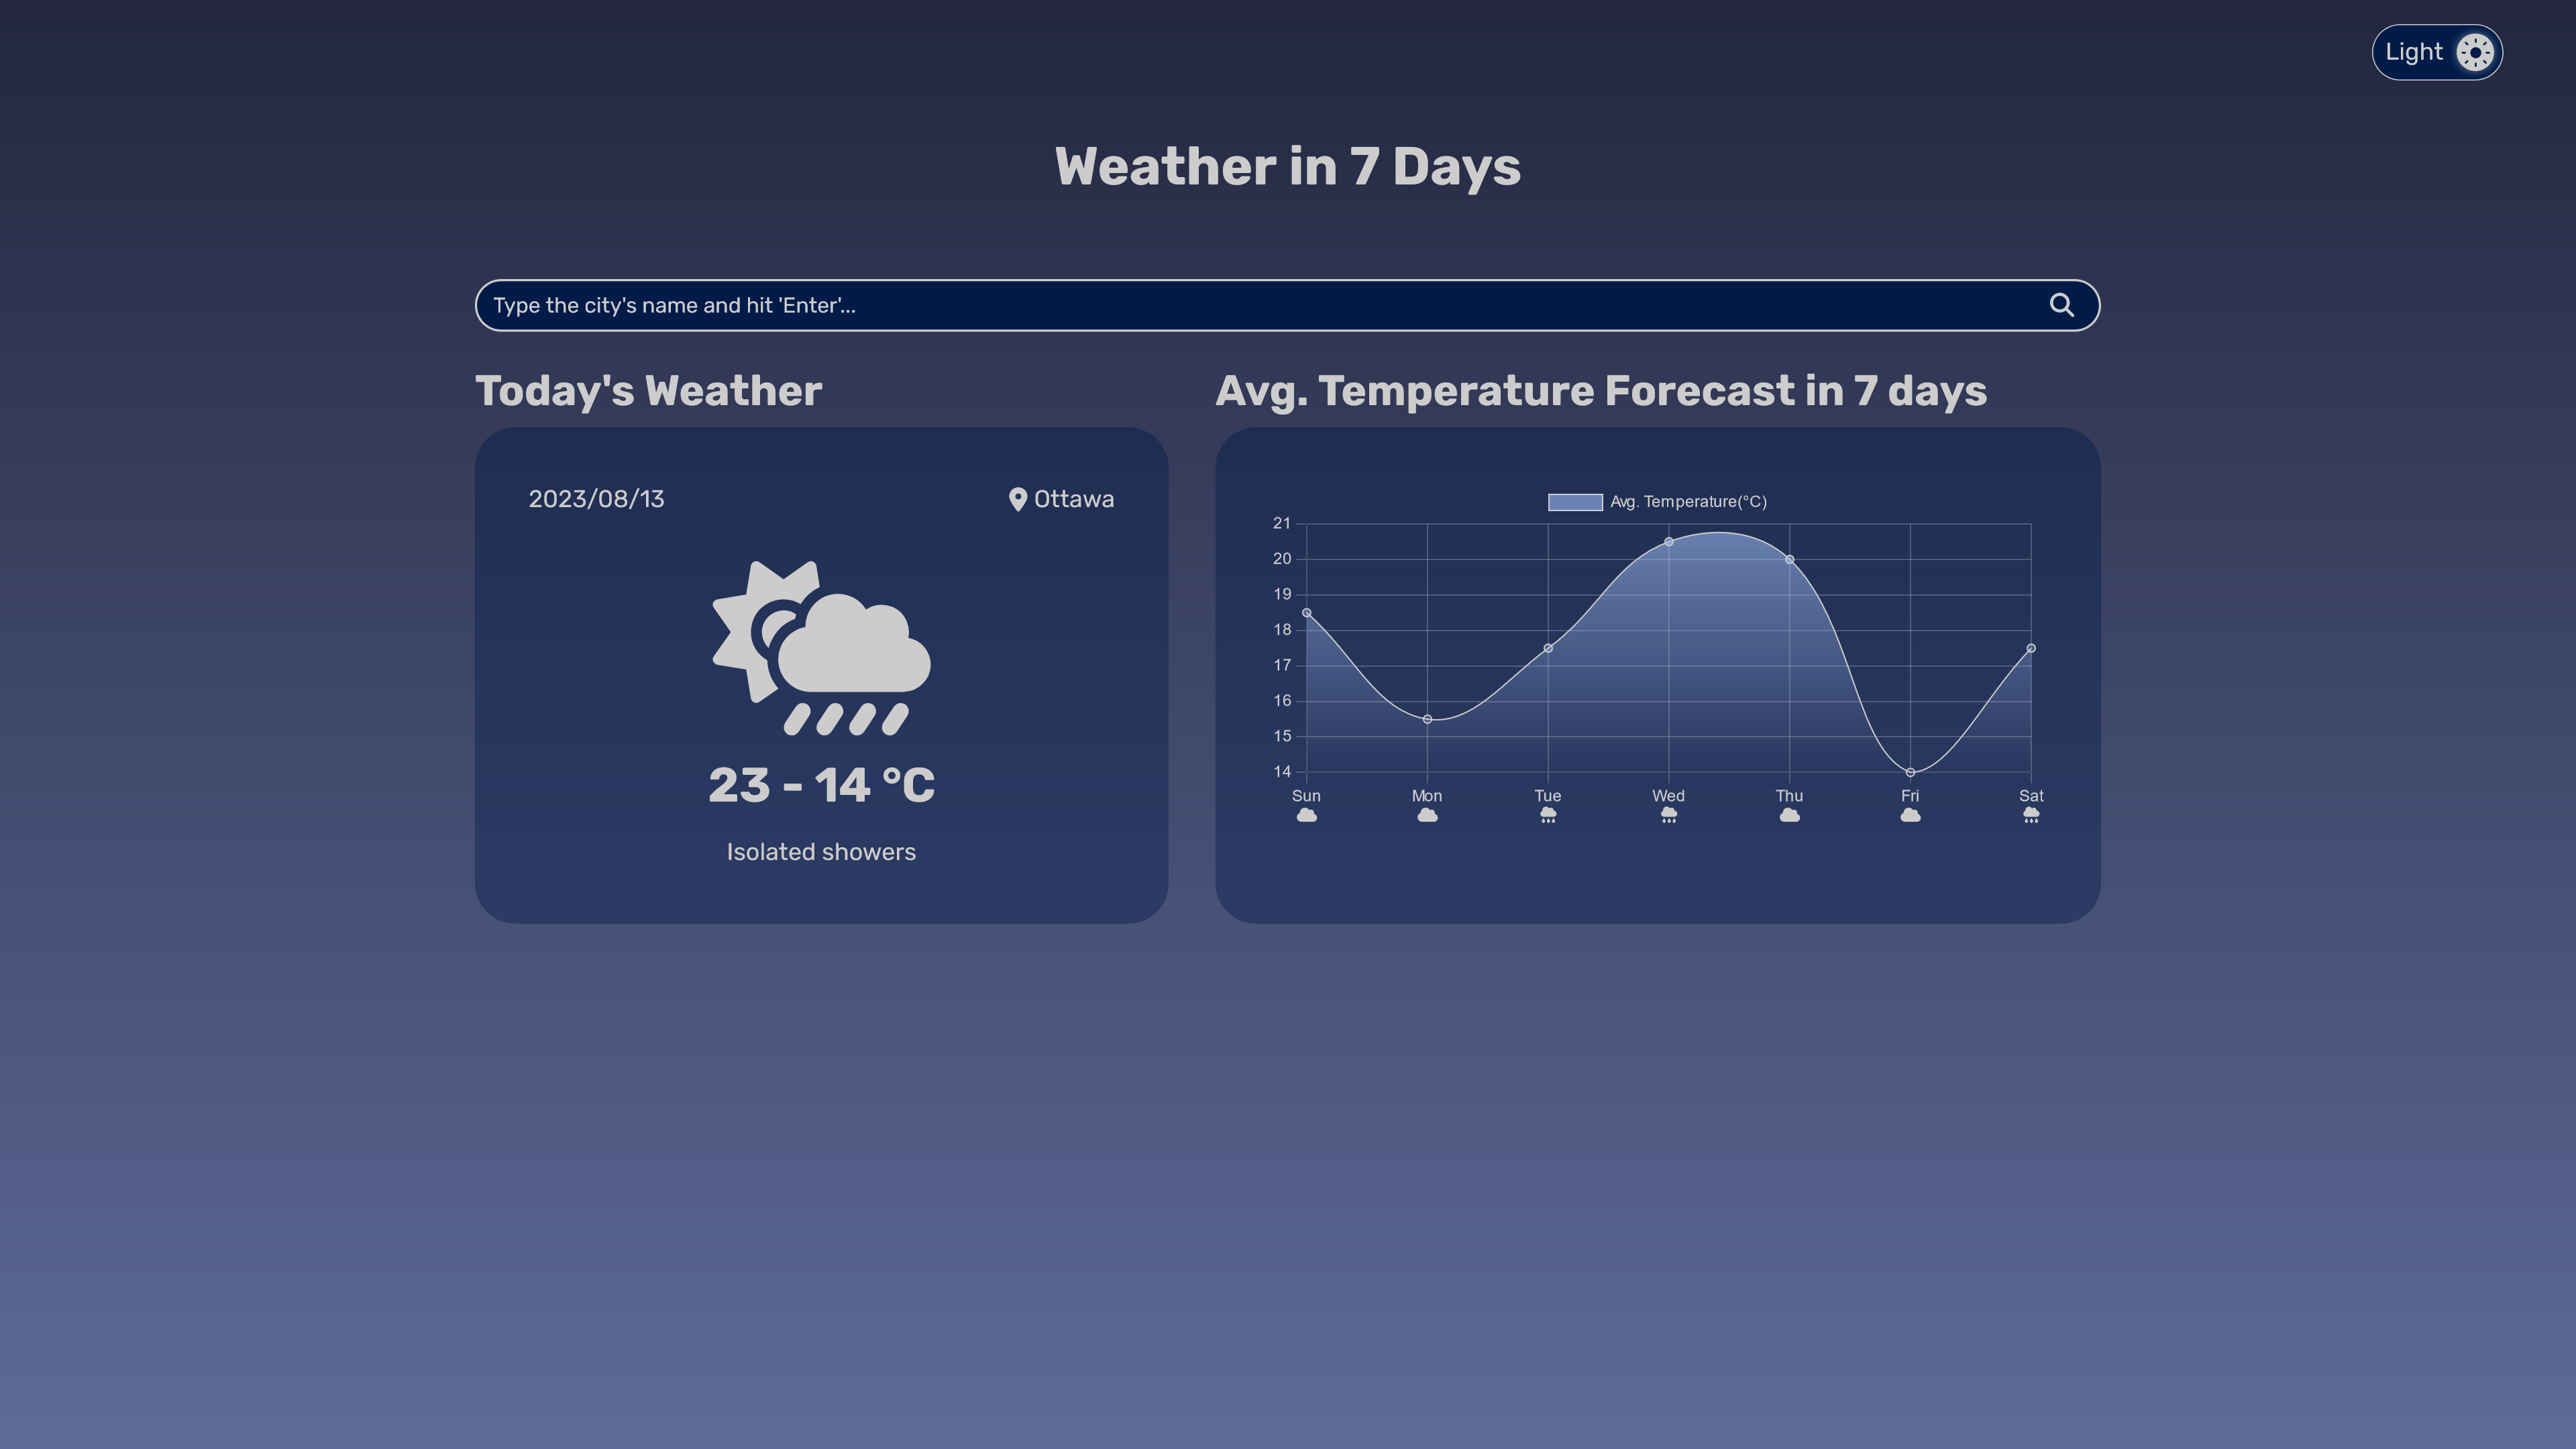 Light
Weather in 7 Days
Type the city's name and hit 'Enter'...
Today's Weather
2023/08/13
Ottawa
23 - 14 °C
Isolated showers
Avg. Temperature Forecast in 7 days
Avg. Temperature(°C)
21
20
19
18
17
16
15
14
Sun Mon Tue Wed Thu Fri Sat